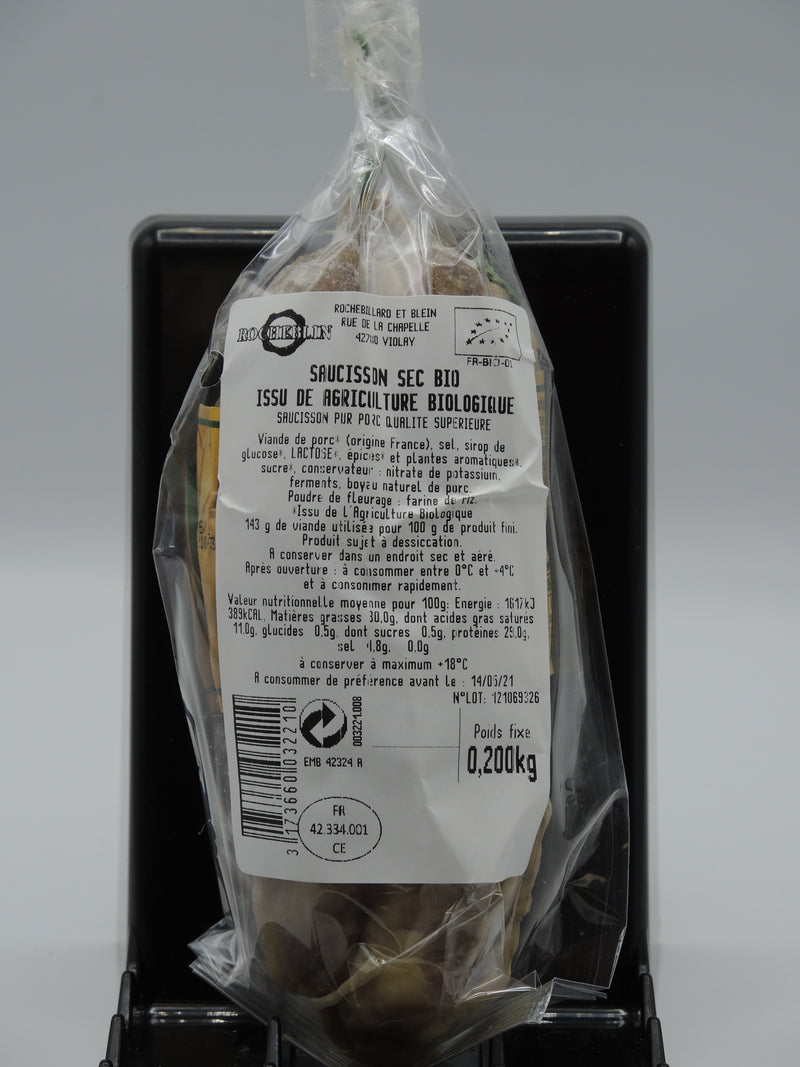 ROCHEBLIN
ROCHEBILLARD ET BLEIN
RUE DE LA CHAPELLE
42780 VIOLAY
FR-BIO-01
SAUCISSON SEC BIO
ISSU DE AGRICULTURE BIOLOGIQUE
SAUCISSON PUR PORC QUALITE SUPERIEURE
Viande de porc* (origine France), sel, sirop de
glucose*, LACTOSE*, épices* et plantes aromatiques*,
sucre*, conservateur : nitrate de potassium,
ferments, boyau naturel de porc.
Poudre de fleurage : farine de riz.
*Issu de l'Agriculture Biologique
143 g de viande utilisée pour 100 g de produit fini.
Produit sujet à dessiccation.
A conserver dans un endroit sec et aéré.
Après ouverture : à consommer entre 0°C et +4°C
et à consommer rapidement.
Valeur nutritionnelle moyenne pour 100g: Energie : 1617kJ
389kCAL, Matières grasses 30,0g, dont acides gras saturés
11,0g, glucides 0,5g, dont sucres 0,5g, protéines 29,0g,
sel 4,8g, 0,0g
à conserver à maximum +18°C
A consommer de préférence avant le : 14/05/21
N°LOT: 121069326
3 173660 032210
003221.008
EMB 42324 A
Poids fixe
0,200kg
FR
42.334.001
CE